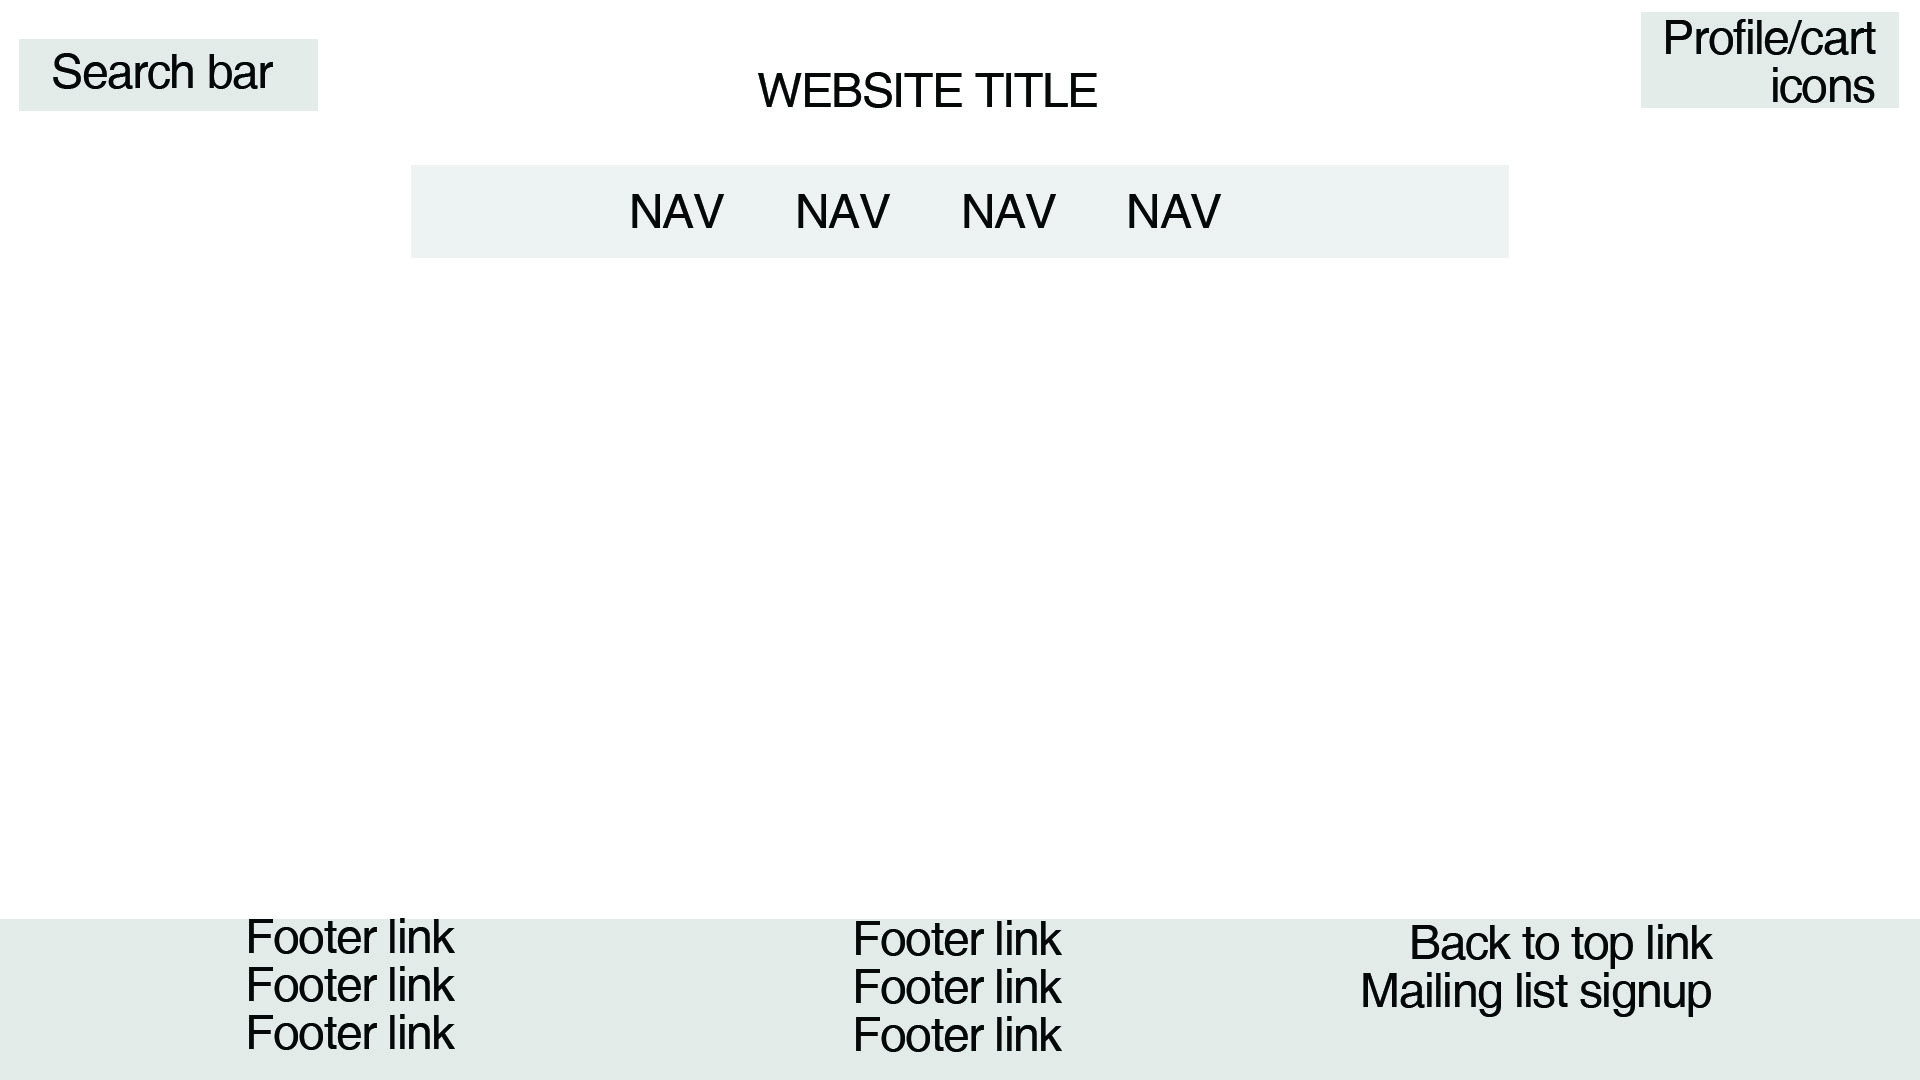 Search bar
WEBSITE TITLE
Profile/cart
icons
NAV NAV NAV NAV
Footer link
Footer link
Footer link
Footer link
Footer link
Footer link
Back to top link
Mailing list signup